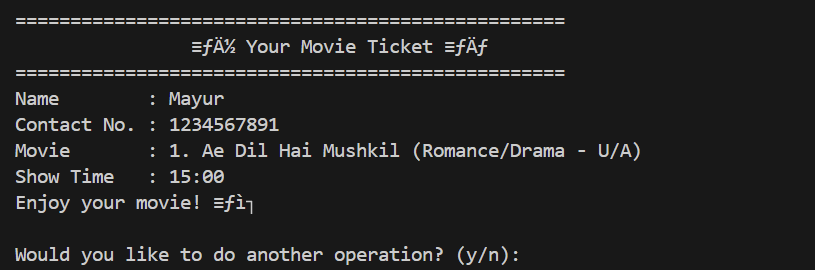 ==================================================
≡ƒÄ½ Your Movie Ticket ≡ƒÄƒ
==================================================
Name        : Mayur
Contact No. : 1234567891
Movie       : 1. Ae Dil Hai Mushkil (Romance/Drama - U/A)
Show Time   : 15:00
Enjoy your movie! ≡ƒì┐

Would you like to do another operation? (y/n):